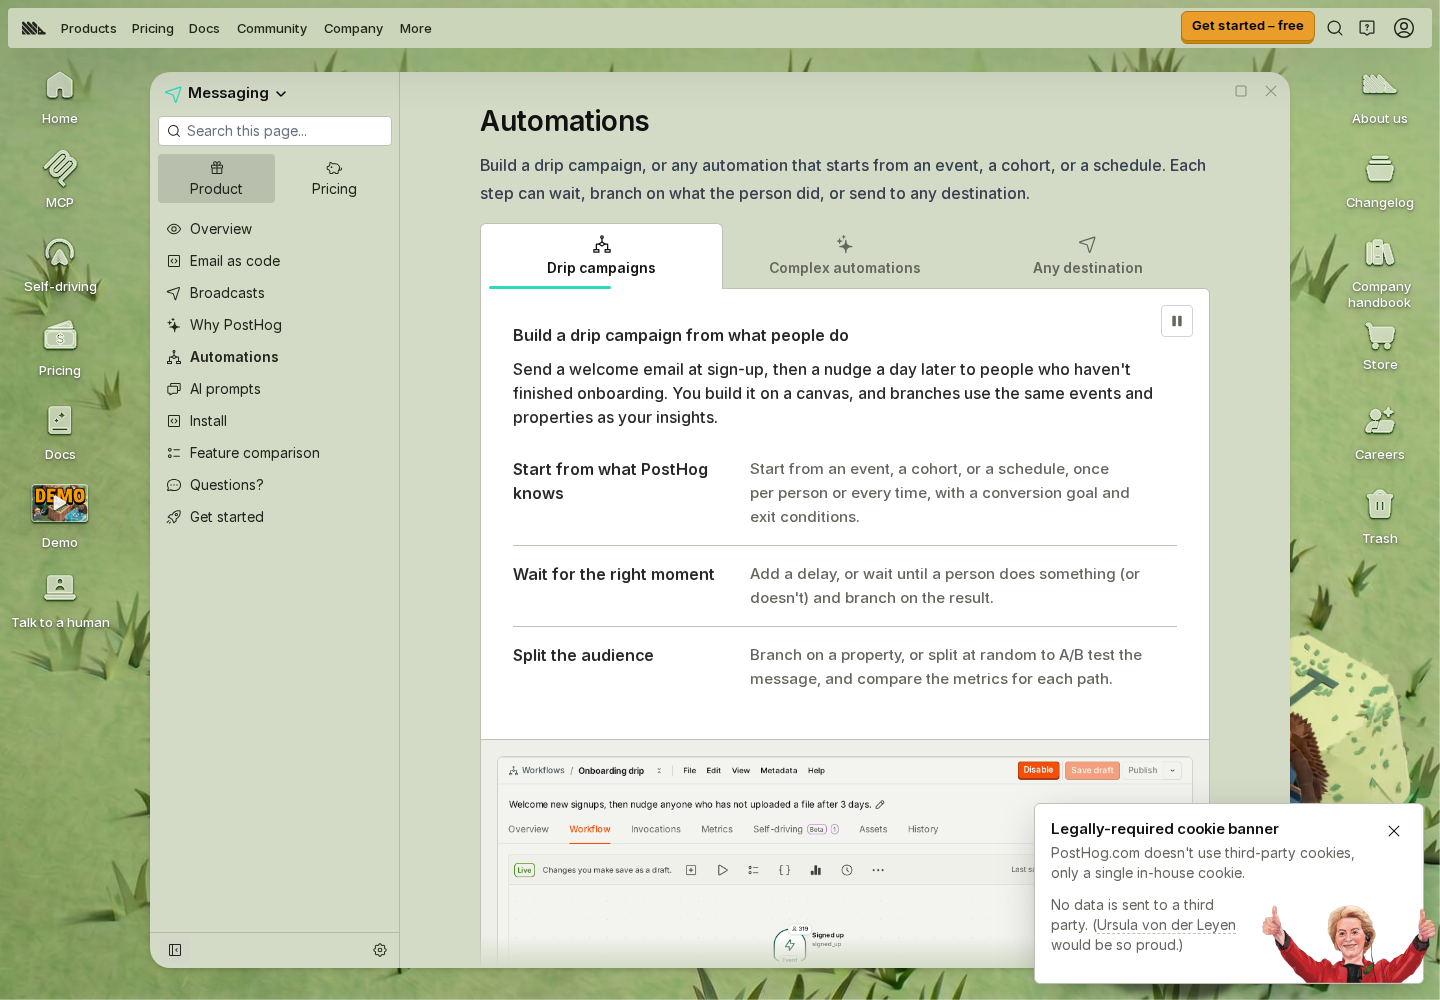 Products Pricing Docs Community Company More
Get started – free
Home
MCP
Self-driving
Pricing
Docs
DEMO
Demo
Talk to a human
Messaging
Search this page...
Product
Pricing
Overview
Email as code
Broadcasts
Why PostHog
Automations
AI prompts
Install
Feature comparison
Questions?
Get started
Automations
Build a drip campaign, or any automation that starts from an event, a cohort, or a schedule. Each
step can wait, branch on what the person did, or send to any destination.
Drip campaigns
Complex automations
Any destination
Build a drip campaign from what people do
Send a welcome email at sign-up, then a nudge a day later to people who haven't
finished onboarding. You build it on a canvas, and branches use the same events and
properties as your insights.
Start from what PostHog
knows
Start from an event, a cohort, or a schedule, once
per person or every time, with a conversion goal and
exit conditions.
Wait for the right moment
Add a delay, or wait until a person does something (or
doesn't) and branch on the result.
Split the audience
Branch on a property, or split at random to A/B test the
message, and compare the metrics for each path.
Workflows / Onboarding drip File Edit View Metadata Help Disable Save draft Publish
Welcome new signups, then nudge anyone who has not uploaded a file after 3 days.
Overview Workflow Invocations Metrics Self-driving Beta 1 Assets History
Live Changes you make save as a draft.
Last sa
319
Signed up
signed_up
Event
About us
Changelog
Company
handbook
Store
Careers
Trash
Legally-required cookie banner
PostHog.com doesn't use third-party cookies,
only a single in-house cookie.
No data is sent to a third
party. (Ursula von der Leyen
would be so proud.)